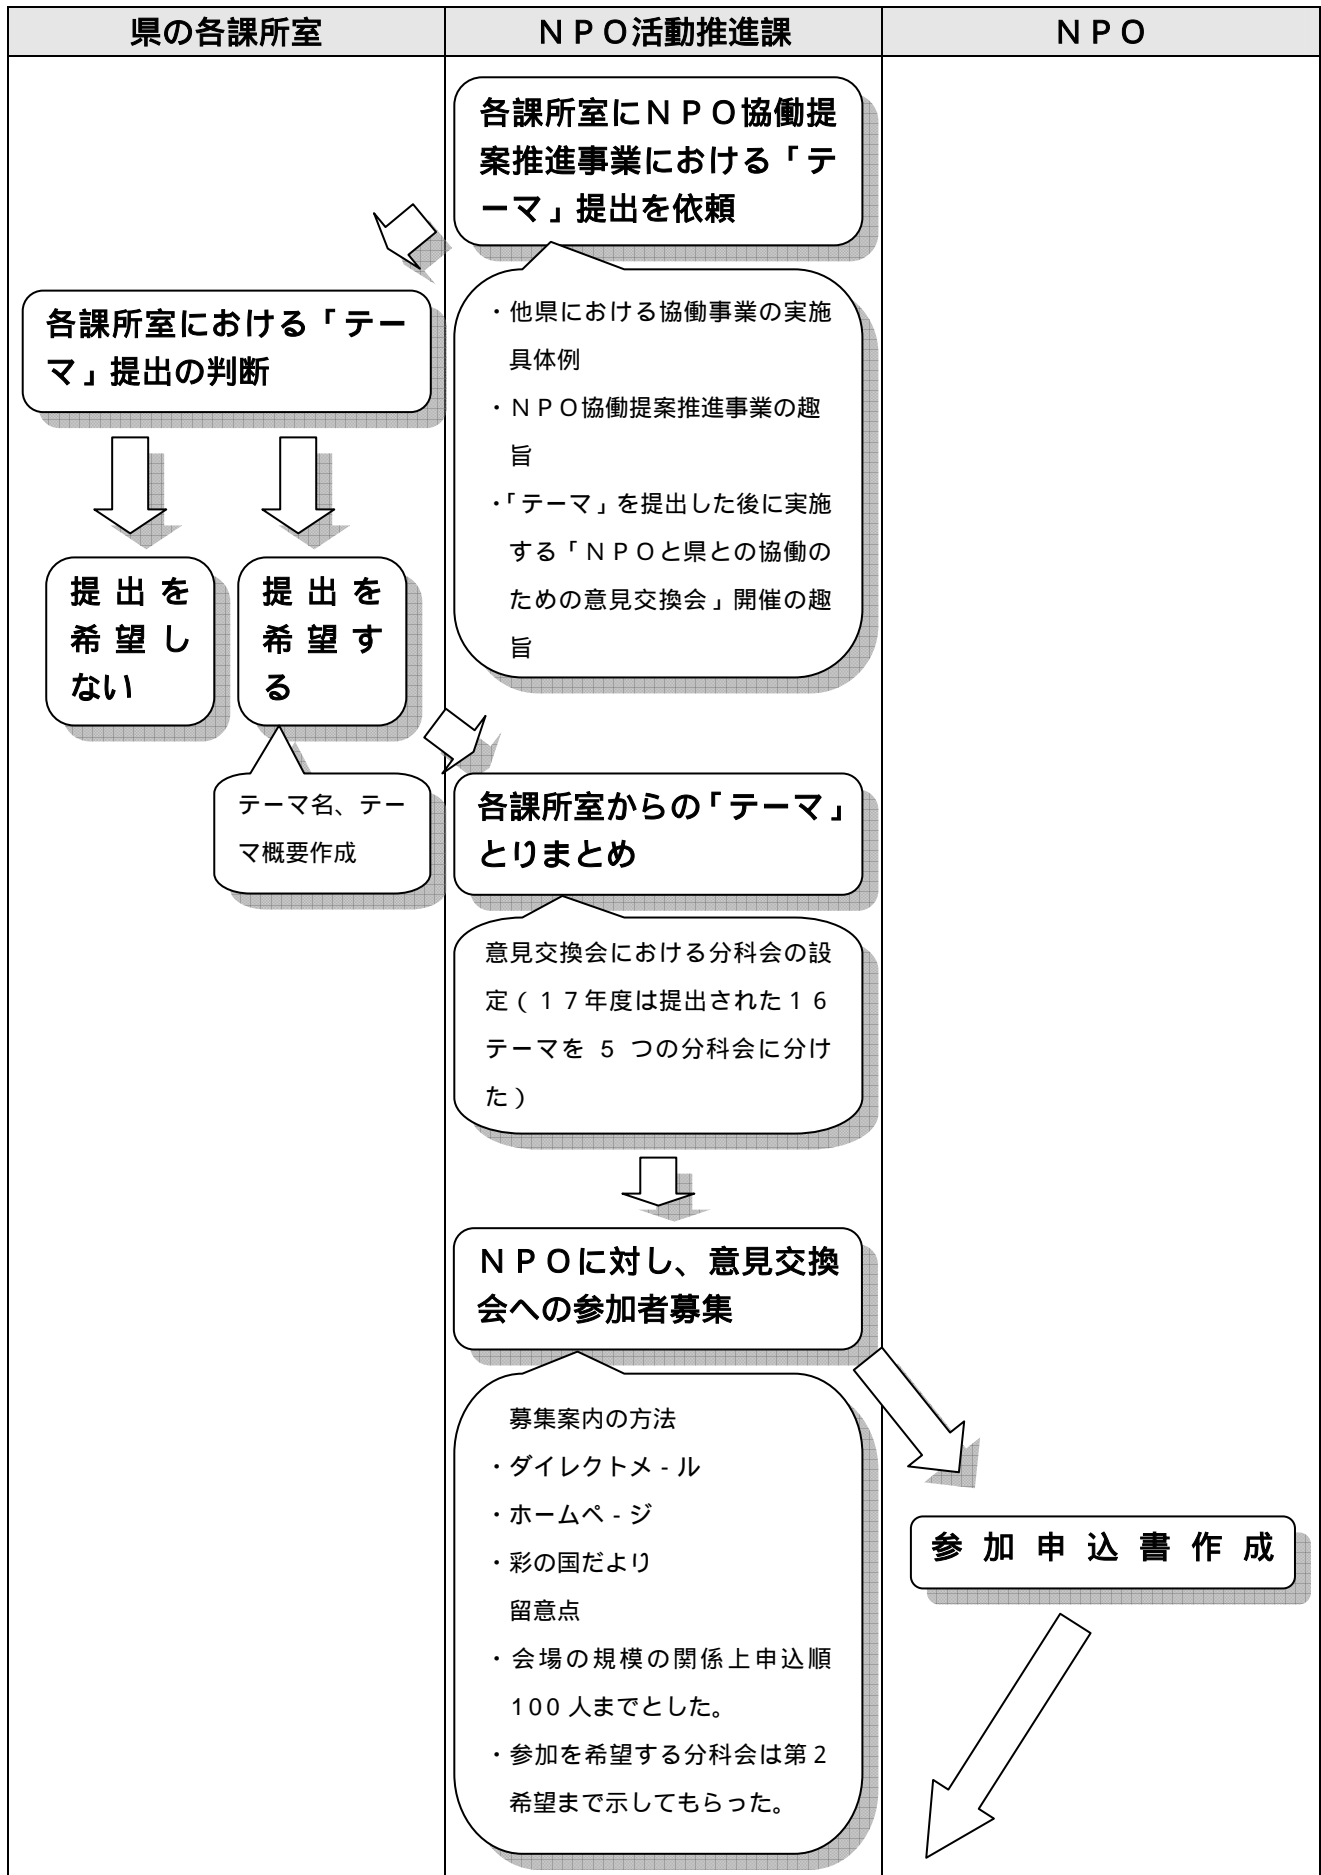 県の各課所室
ＮＰＯ活動推進課
ＮＰＯ
各課所室にＮＰＯ協働提
案推進事業における「テ
ーマ」提出を依頼
・他県における協働事業の実施
具体例
・ＮＰＯ協働提案推進事業の趣
旨
・「テーマ」を提出した後に実施
する「ＮＰＯと県との協働の
ための意見交換会」開催の趣
旨
各課所室における「テー
マ」提出の判断
提出を
希望し
ない
提出を
希望す
る
テーマ名、テー
マ概要作成
各課所室からの「テーマ」
とりまとめ
意見交換会における分科会の設
定（１７年度は提出された１６
テーマを 5 つの分科会に分け
た）
ＮＰＯに対し、意見交換
会への参加者募集
募集案内の方法
・ダイレクトメ‐ル
・ホームペ‐ジ
・彩の国だより
留意点
・会場の規模の関係上申込順
100 人までとした。
・参加を希望する分科会は第２
希望まで示してもらった。
参加申込書作成